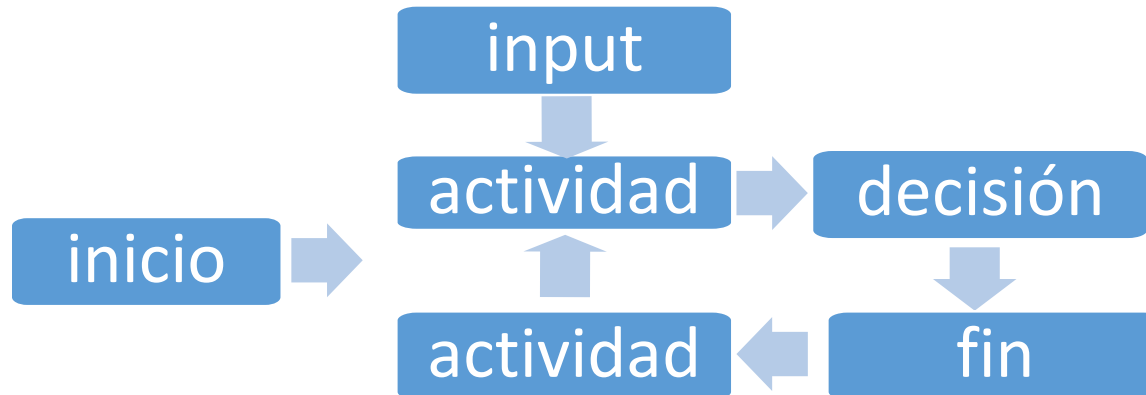 input
actividad
decisión
inicio
actividad
fin